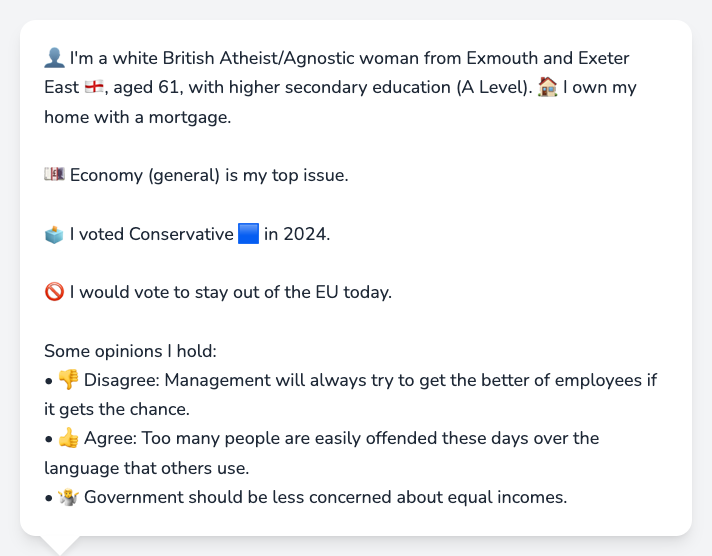 👤 I'm a white British Atheist/Agnostic woman from Exmouth and Exeter
East 🏴󠁧󠁢󠁥󠁮󠁧󠁿, aged 61, with higher secondary education (A Level). 🏠 I own my
home with a mortgage.
💷 Economy (general) is my top issue.
🗳️ I voted Conservative 🟦 in 2024.
🚫 I would vote to stay out of the EU today.
Some opinions I hold:
• 👎 Disagree: Management will always try to get the better of employees if
it gets the chance.
• 👍 Agree: Too many people are easily offended these days over the
language that others use.
• 🤷 Government should be less concerned about equal incomes.